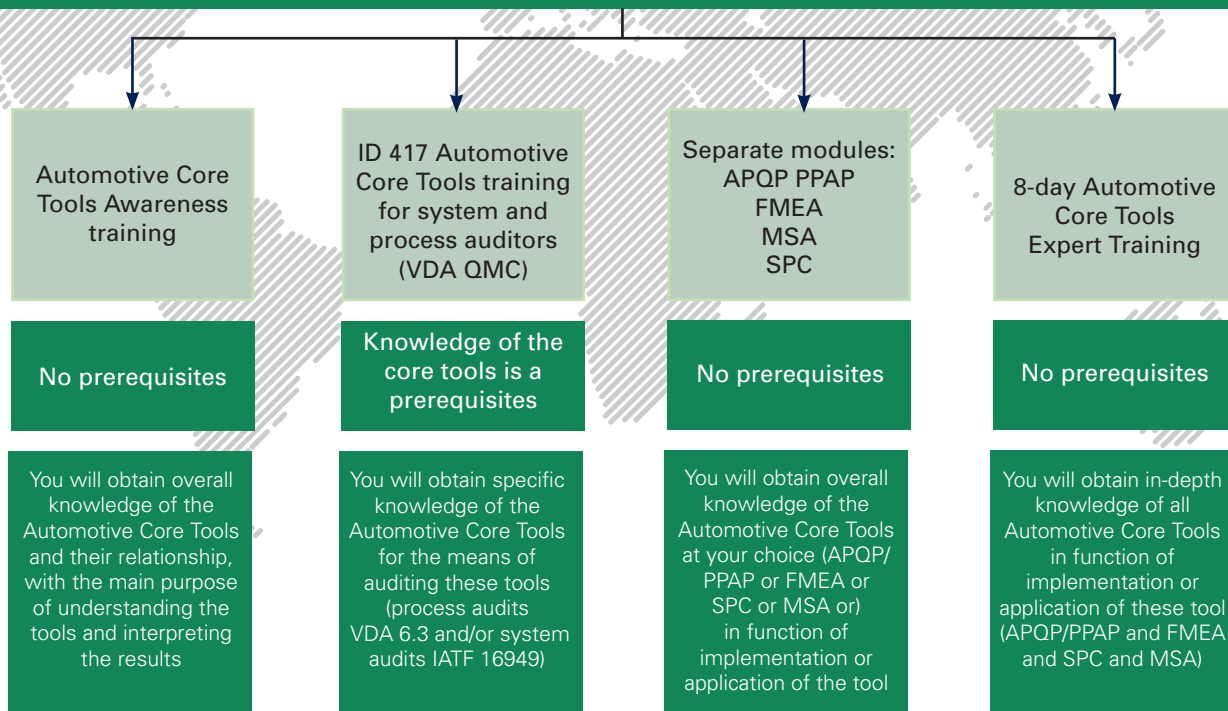 Automotive Core
Tools Awareness
training
ID 417 Automotive
Core Tools training
for system and
process auditors
(VDA QMC)
Separate modules:
APQP PPAP
FMEA
MSA
SPC
8-day Automotive
Core Tools
Expert Training
No prerequisites
Knowledge of the
core tools is a
prerequisites
No prerequisites
No prerequisites
You will obtain overall
knowledge of the
Automotive Core Tools
and their relationship,
with the main purpose
of understanding the
tools and interpreting
the results
You will obtain specific
knowledge of the
Automotive Core Tools
for the means of
auditing these tools
(process audits
VDA 6.3 and/or system
audits IATF 16949)
You will obtain overall
knowledge of the
Automotive Core Tools
at your choice (APQP/
PPAP or FMEA or
SPC or MSA or)
in function of
implementation or
application of the tool
You will obtain in-depth
knowledge of all
Automotive Core Tools
in function of
implementation or
application of these tool
(APQP/PPAP and FMEA
and SPC and MSA)